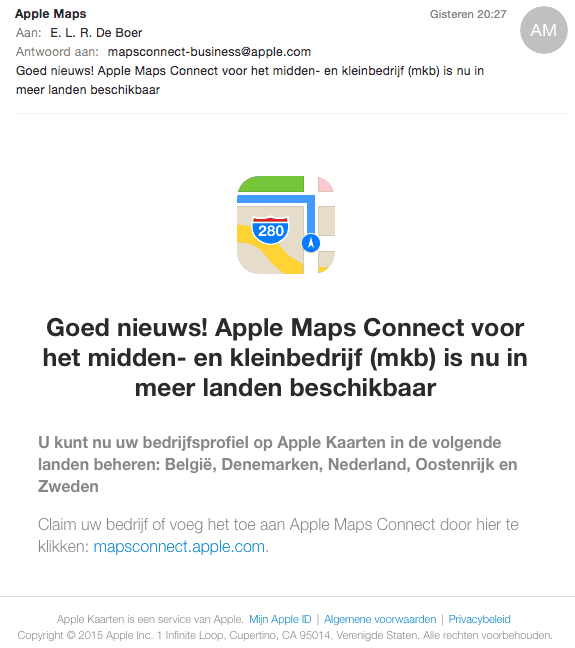 Apple Maps
Gisteren 20:27
AM
Aan: E. L. R. De Boer
Antwoord aan: mapsconnect-business@apple.com
Goed nieuws! Apple Maps Connect voor het midden- en kleinbedrijf (mkb) is nu in
meer landen beschikbaar
280
Goed nieuws! Apple Maps Connect voor
het midden- en kleinbedrijf (mkb) is nu in
meer landen beschikbaar
U kunt nu uw bedrijfsprofiel op Apple Kaarten in de volgende
landen beheren: België, Denemarken, Nederland, Oostenrijk en
Zweden
Claim uw bedrijf of voeg het toe aan Apple Maps Connect door hier te
klikken: mapsconnect.apple.com.
Apple Kaarten is een service van Apple. Mijn Apple ID | Algemene voorwaarden | Privacybeleid
Copyright © 2015 Apple Inc. 1 Infinite Loop, Cupertino, CA 95014, Verenigde Staten. Alle rechten voorbehouden.